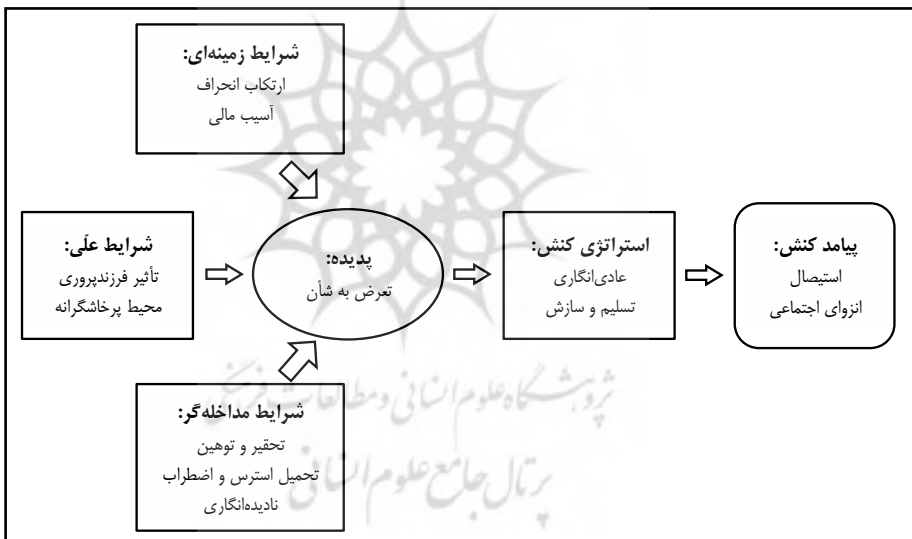 شرایط زمینه‌ای:
ارتکاب انحراف
آسیب مالی
شرایط علّی:
تأثیر فرزندپروری
محیط پرخاشگرانه
پدیده:
تعرض به شأن
استراتژی کنش:
عادی‌انگاری
تسلیم و سازش
پیامد کنش:
استیصال
انزوای اجتماعی
شرایط مداخله‌گر:
تحقیر و توهین
تحمیل استرس و اضطراب
نادیده‌انگاری
پژوهشگاه علوم انسانی و مطالعات فرهنگی
پرتال جامع علوم انسانی